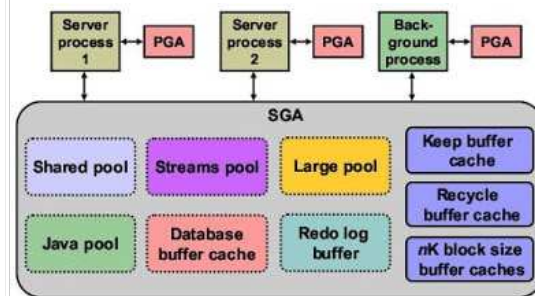 Server
process
1
PGA
Server
process
2
PGA
Back-
ground
process
PGA
SGA
Shared pool
Streams pool
Large pool
Keep buffer
cache
Recycle
buffer cache
Java pool
Database
buffer cache
Redo log
buffer
nK block size
buffer caches